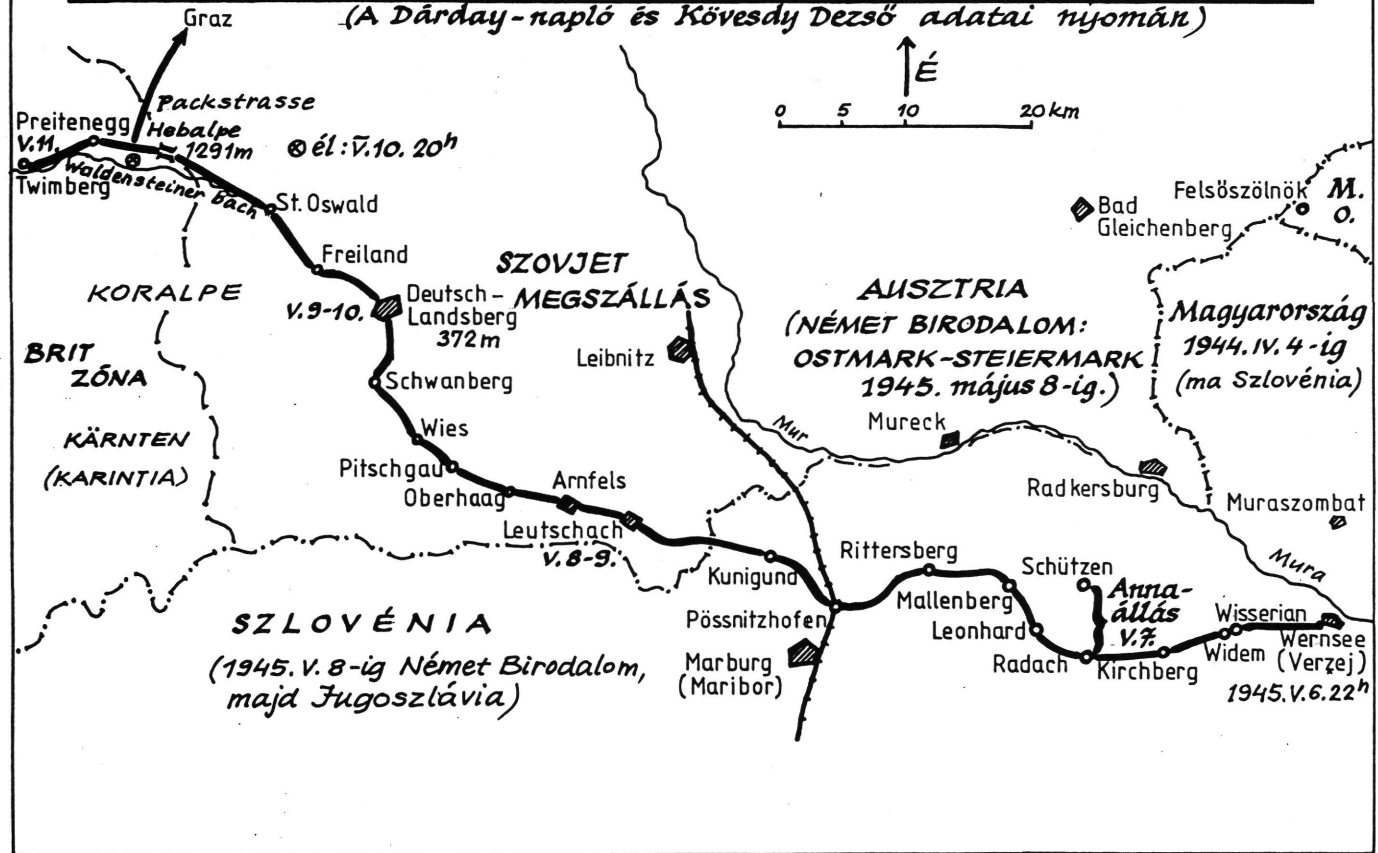 (A Dárday-napló és Kövesdy Dezső adatai nyomán)
Graz
É
0 5 10 20 km
Packstrasse
Preitenegg
V.11.
Hebalpe
1291m
⊗ él: V.10. 20h
Twimberg
Waldensteiner bach
St. Oswald
Freiland
Felsőszölnök
M.
O.
Bad
Gleichenberg
KORALPE
V.9-10.
Deutsch-
Landsberg
372m
SZOVJET
MEGSZÁLLÁS
Leibnitz
AUSZTRIA
(NÉMET BIRODALOM:
OSTMARK-STEIERMARK
1945. május 8-ig.)
Magyarország
1944. IV. 4-ig
(ma Szlovénia)
BRIT
ZÓNA
KÄRNTEN
(KARINTIA)
Schwanberg
Wies
Pitschgau
Oberhaag
Arnfels
Leutschach
V. 8-9.
Mur
Mureck
Radkersburg
Muraszombat
Mura
Kunigund
Pössnitzhofen
Marburg
(Maribor)
Rittersberg
Mallenberg
Leonhard
Radach
Schützen
Anna-
állás
V.7.
Kirchberg
Wisserian
Widem
Wernsee
(Verzej)
1945.V.6.22h
SZLOVÉNIA
(1945. V. 8-ig Német Birodalom,
majd Jugoszlávia)